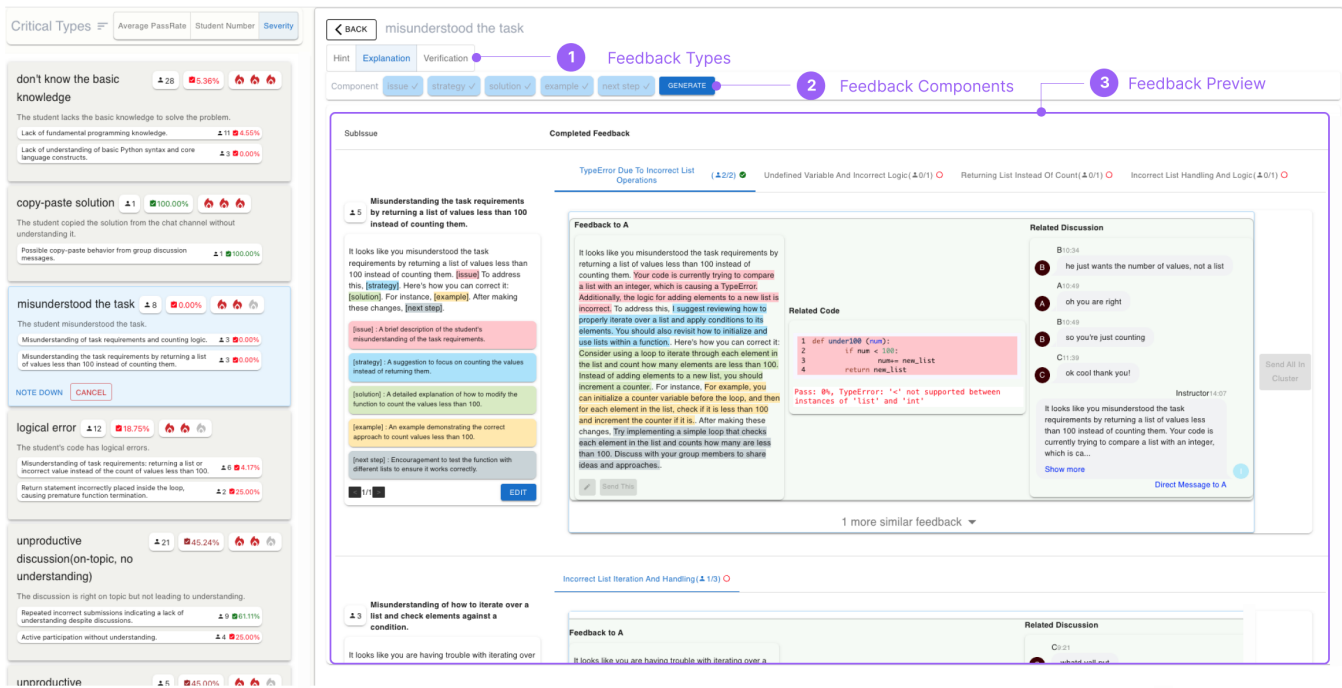 Critical Types
Average PassRate
Student Number
Severity
don't know the basic
knowledge
28
5.36%
The student lacks the basic knowledge to solve the problem.
Lack of fundamental programming knowledge.
11 4.55%
Lack of understanding of basic Python syntax and core
language constructs.
3 0.00%
copy-paste solution
1
100.00%
The student copied the solution from the chat channel without
understanding it.
Possible copy-paste behavior from group discussion
messages.
1 100.00%
misunderstood the task
8
0.00%
The student misunderstood the task.
Misunderstanding of task requirements and counting logic.
3 0.00%
Misunderstanding the task requirements by returning a list
of values less than 100 instead of counting them.
3 0.00%
NOTE DOWN
CANCEL
logical error
12
18.75%
The student's code has logical errors.
Misunderstanding of task requirements: returning a list or
incorrect value instead of the count of values less than 100.
6 4.17%
Return statement incorrectly placed inside the loop,
causing premature function termination.
2 25.00%
unproductive
discussion(on-topic, no
understanding)
21
45.24%
The discussion is right on topic but not leading to understanding.
Repeated incorrect submissions indicating a lack of
understanding despite discussions.
9 61.11%
Active participation without understanding.
4 25.00%
unproductive
5
45.00%
BACK
misunderstood the task
Hint
Explanation
Verification
1 Feedback Types
Component
issue ✓
strategy ✓
solution ✓
example ✓
next step ✓
GENERATE
2 Feedback Components
3 Feedback Preview
SubIssue
Completed Feedback
5
Misunderstanding the task requirements
by returning a list of values less than 100
instead of counting them.
It looks like you misunderstood the task
requirements by returning a list of values less than
100 instead of counting them. [issue] To address
this, [strategy]. Here's how you can correct it:
[solution]. For instance, [example]. After making
these changes, [next step].
[issue] : A brief description of the student's
misunderstanding of the task requirements.
[strategy] : A suggestion to focus on counting the values
instead of returning them.
[solution] : A detailed explanation of how to modify the
function to count the values less than 100.
[example] : An example demonstrating the correct
approach to count values less than 100.
[next step] : Encouragement to test the function with
different lists to ensure it works correctly.
< 1/1 >
EDIT
TypeError Due To Incorrect List
Operations
(2/2)
Undefined Variable And Incorrect Logic(0/1)
Returning List Instead Of Count(0/1)
Incorrect List Handling And Logic(0/1)
Feedback to A
It looks like you misunderstood the task requirements by
returning a list of values less than 100 instead of
counting them. Your code is currently trying to compare
a list with an integer, which is causing a TypeError.
Additionally, the logic for adding elements to a new list is
incorrect. To address this, I suggest reviewing how to
properly iterate over a list and apply conditions to its
elements. You should also revisit how to initialize and
use lists within a function.. Here's how you can correct it:
Consider using a loop to iterate through each element in
the list and count how many elements are less than 100.
Instead of adding elements to a new list, you should
increment a counter.. For instance, For example, you
can initialize a counter variable before the loop, and then
for each element in the list, check if it is less than 100
and increment the counter if it is.. After making these
changes, Try implementing a simple loop that checks
each element in the list and counts how many are less
than 100. Discuss with your group members to share
ideas and approaches..
Send This
Related Code
1 def under100 (num):
2 if num < 100:
3 num+= new_list
4 return new_list
Pass: 0%, TypeError: '<' not supported between
instances of 'list' and 'int'
Related Discussion
B10:34
B
he just wants the number of values, not a list
A10:49
A
oh you are right
B10:49
B
so you're just counting
C11:39
C
ok cool thank you!
Instructor14:07
It looks like you misunderstood the task
requirements by returning a list of values less
than 100 instead of counting them. Your code is
currently trying to compare a list with an integer,
which is ca...
Show more
Direct Message to A
Send All In
Cluster
1 more similar feedback
3
Misunderstanding of how to iterate over a
list and check elements against a
condition.
It looks like you are having trouble with iterating over
Incorrect List Iteration And Handling(1/3)
Feedback to A
It looks like you are having trouble with iterating over a
Related Discussion
C9:21